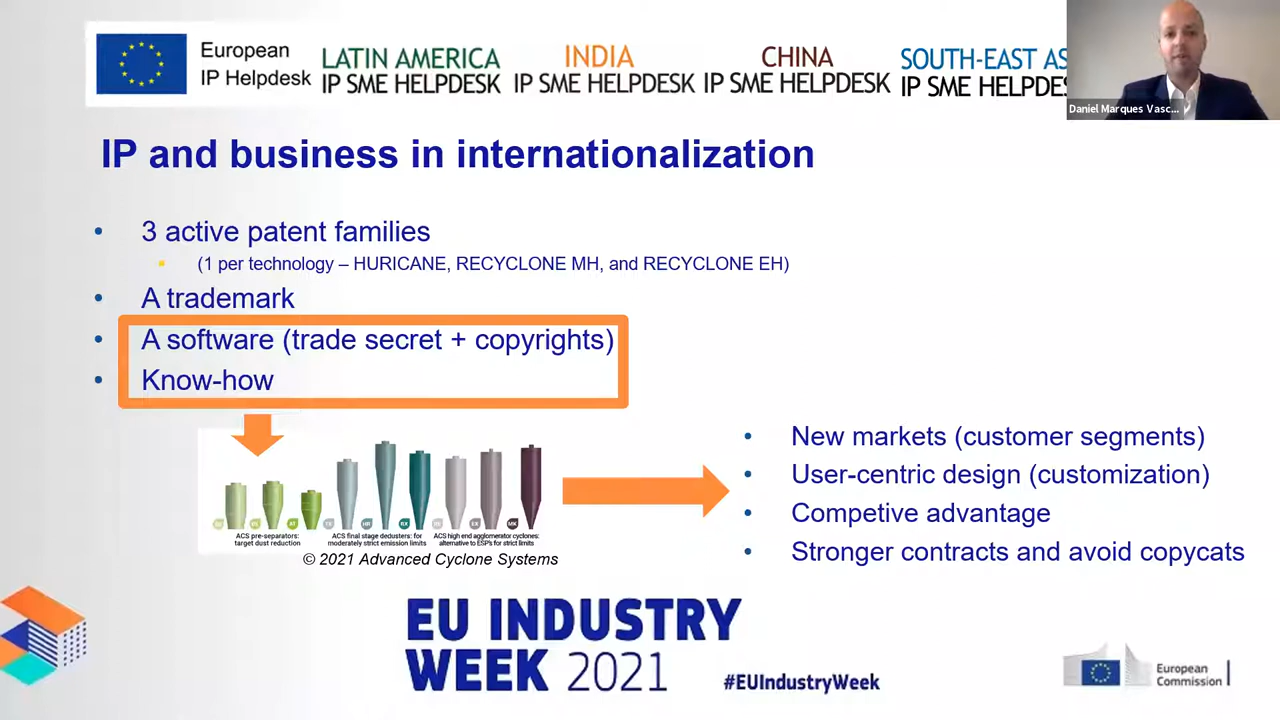 European
IP Helpdesk
LATIN AMERICA
IP SME HELPDESK
INDIA
IP SME HELPDESK
CHINA
IP SME HELPDESK
SOUTH-EAST AS
IP SME HELPDES
Daniel Marques Vasc...
IP and business in internationalization
• 3 active patent families
(1 per technology – HURICANE, RECYCLONE MH, and RECYCLONE EH)
• A trademark
• A software (trade secret + copyrights)
• Know-how
ACS pre-separators:
target dust reduction
ACS final stage dedusters: for
moderately strict emission limits
ACS high end agglomerator cyclones:
alternative to ESP's for strict limits
© 2021 Advanced Cyclone Systems
• New markets (customer segments)
• User-centric design (customization)
• Competive advantage
• Stronger contracts and avoid copycats
EU INDUSTRY
WEEK 2021
#EUIndustryWeek
European
Commission